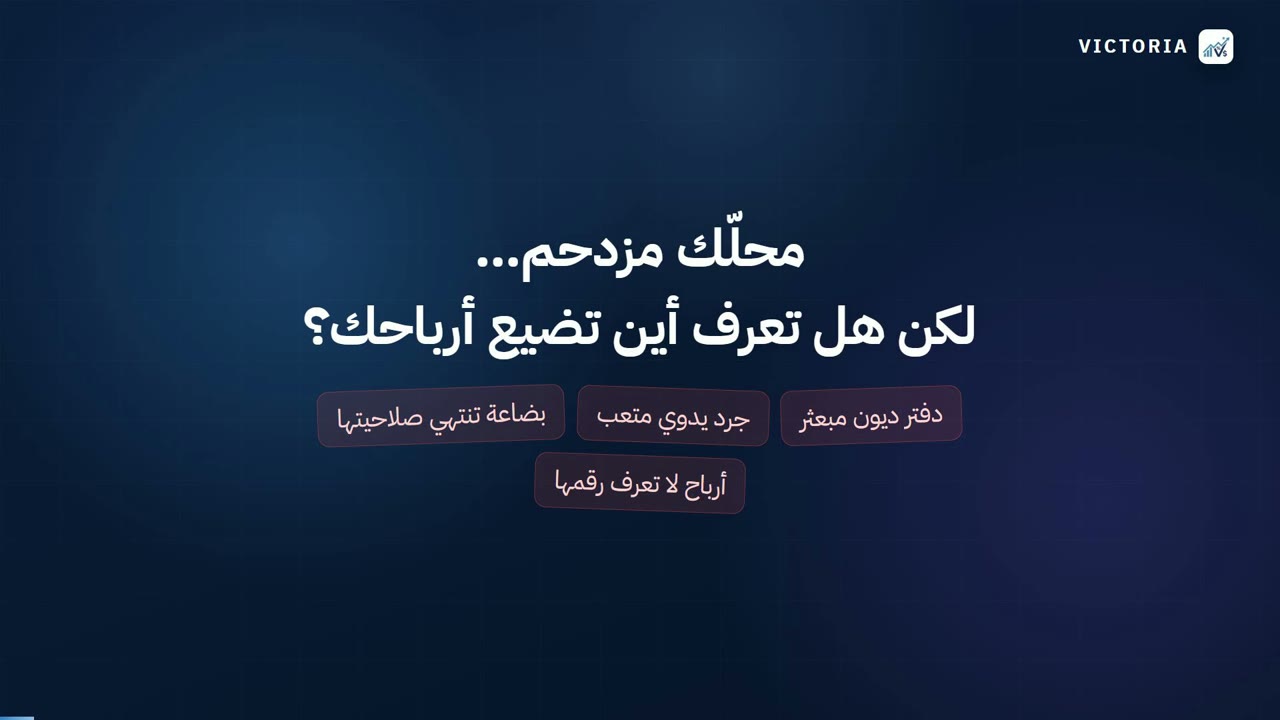 VICTORIA
محلّك مزدحم...
لكن هل تعرف أين تضيع أرباحك؟
دفتر ديون مبعثر
جرد يدوي متعب
بضاعة تنتهي صلاحيتها
أرباح لا تعرف رقمها